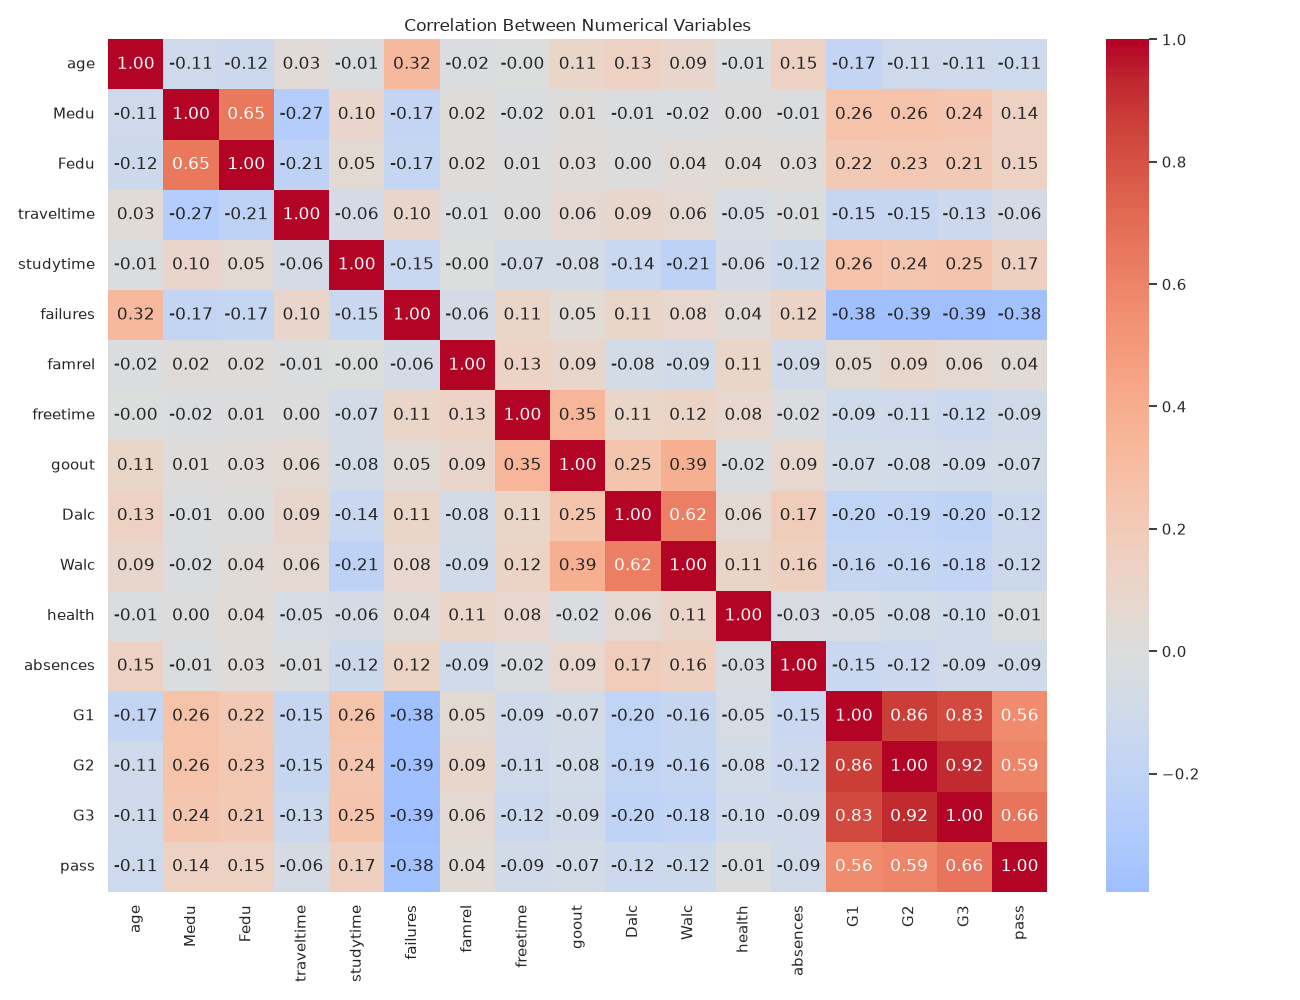 Correlation Between Numerical Variables
age 1.00 -0.11 -0.12 0.03 -0.01 0.32 -0.02 -0.00 0.11 0.13 0.09 -0.01 0.15 -0.17 -0.11 -0.11 -0.11
Medu -0.11 1.00 0.65 -0.27 0.10 -0.17 0.02 -0.02 0.01 -0.01 -0.02 0.00 -0.01 0.26 0.26 0.24 0.14
Fedu -0.12 0.65 1.00 -0.21 0.05 -0.17 0.02 0.01 0.03 0.00 0.04 0.04 0.03 0.22 0.23 0.21 0.15
traveltime 0.03 -0.27 -0.21 1.00 -0.06 0.10 -0.01 0.00 0.06 0.09 0.06 -0.05 -0.01 -0.15 -0.15 -0.13 -0.06
studytime -0.01 0.10 0.05 -0.06 1.00 -0.15 -0.00 -0.07 -0.08 -0.14 -0.21 -0.06 -0.12 0.26 0.24 0.25 0.17
failures 0.32 -0.17 -0.17 0.10 -0.15 1.00 -0.06 0.11 0.05 0.11 0.08 0.04 0.12 -0.38 -0.39 -0.39 -0.38
famrel -0.02 0.02 0.02 -0.01 -0.00 -0.06 1.00 0.13 0.09 -0.08 -0.09 0.11 -0.09 0.05 0.09 0.06 0.04
freetime -0.00 -0.02 0.01 0.00 -0.07 0.11 0.13 1.00 0.35 0.11 0.12 0.08 -0.02 -0.09 -0.11 -0.12 -0.09
goout 0.11 0.01 0.03 0.06 -0.08 0.05 0.09 0.35 1.00 0.25 0.39 -0.02 0.09 -0.07 -0.08 -0.09 -0.07
Dalc 0.13 -0.01 0.00 0.09 -0.14 0.11 -0.08 0.11 0.25 1.00 0.62 0.06 0.17 -0.20 -0.19 -0.20 -0.12
Walc 0.09 -0.02 0.04 0.06 -0.21 0.08 -0.09 0.12 0.39 0.62 1.00 0.11 0.16 -0.16 -0.16 -0.18 -0.12
health -0.01 0.00 0.04 -0.05 -0.06 0.04 0.11 0.08 -0.02 0.06 0.11 1.00 -0.03 -0.05 -0.08 -0.10 -0.01
absences 0.15 -0.01 0.03 -0.01 -0.12 0.12 -0.09 -0.02 0.09 0.17 0.16 -0.03 1.00 -0.15 -0.12 -0.09 -0.09
G1 -0.17 0.26 0.22 -0.15 0.26 -0.38 0.05 -0.09 -0.07 -0.20 -0.16 -0.05 -0.15 1.00 0.86 0.83 0.56
G2 -0.11 0.26 0.23 -0.15 0.24 -0.39 0.09 -0.11 -0.08 -0.19 -0.16 -0.08 -0.12 0.86 1.00 0.92 0.59
G3 -0.11 0.24 0.21 -0.13 0.25 -0.39 0.06 -0.12 -0.09 -0.20 -0.18 -0.10 -0.09 0.83 0.92 1.00 0.66
pass -0.11 0.14 0.15 -0.06 0.17 -0.38 0.04 -0.09 -0.07 -0.12 -0.12 -0.01 -0.09 0.56 0.59 0.66 1.00
age Medu Fedu traveltime studytime failures famrel freetime goout Dalc Walc health absences G1 G2 G3 pass
1.0
0.8
0.6
0.4
0.2
0.0
−0.2